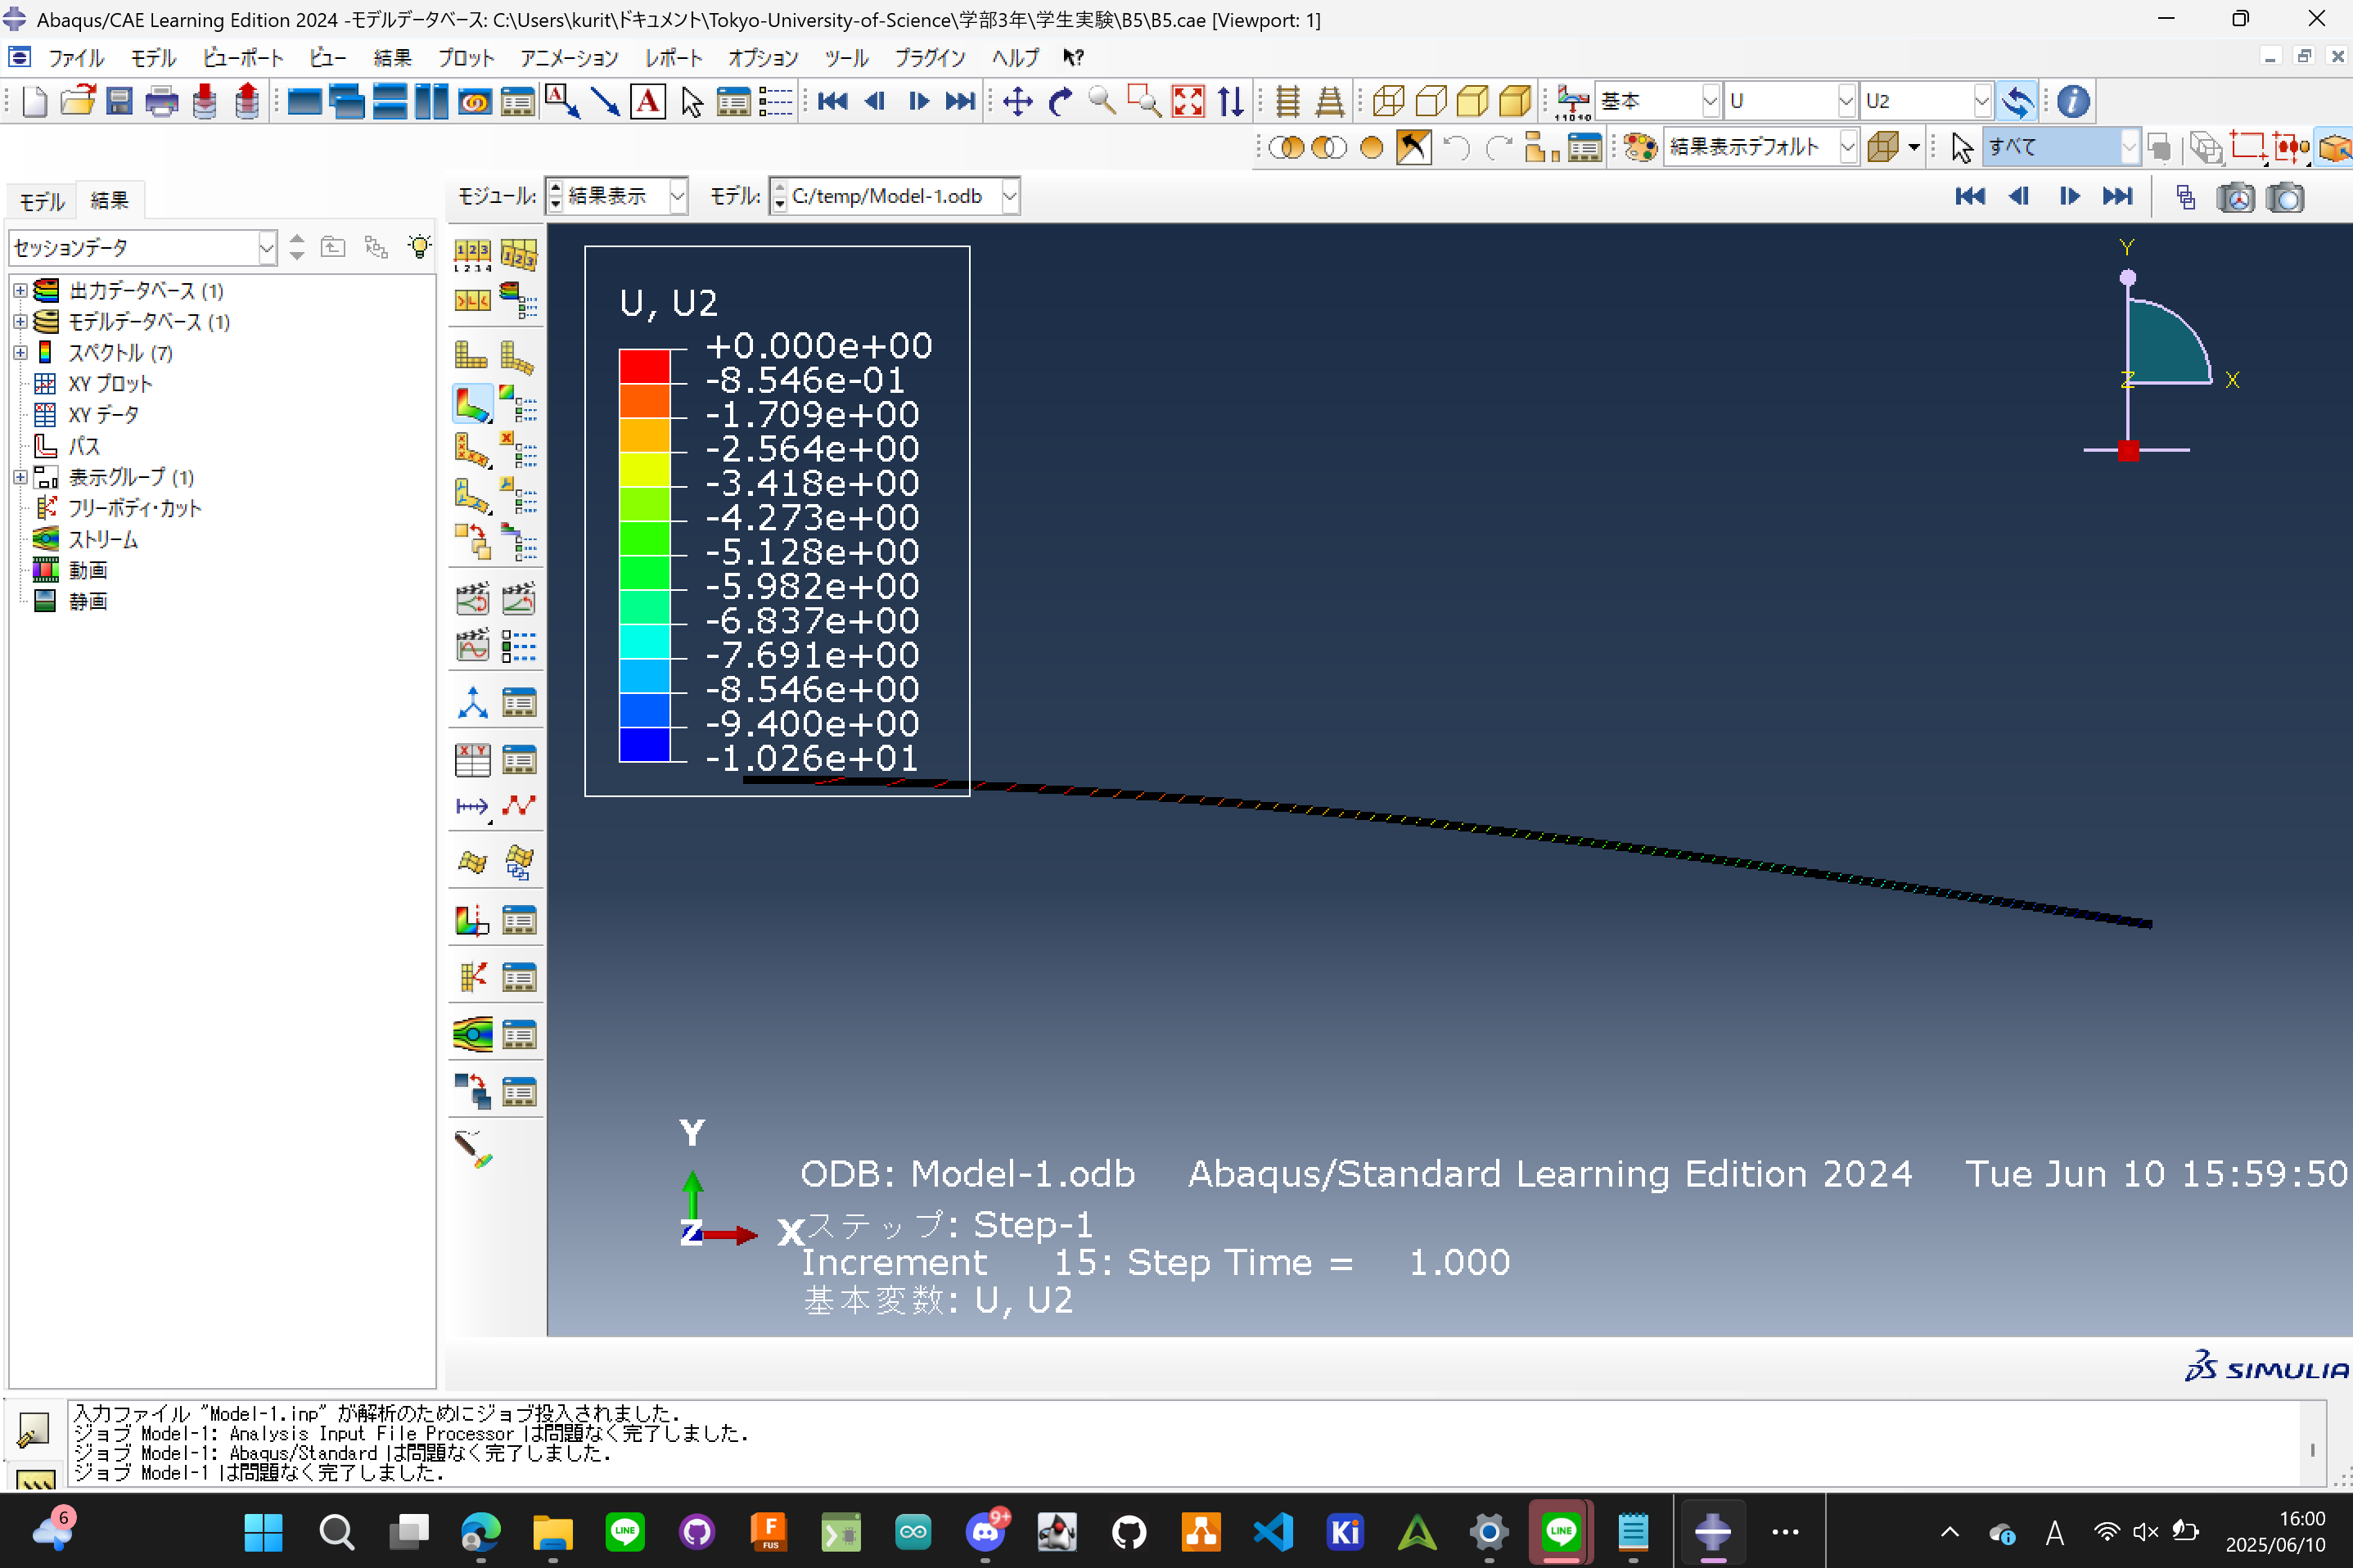 Abaqus/CAE Learning Edition 2024 -モデルデータベース: C:\Users\kurit\ドキュメント\Tokyo-University-of-Science\学部3年\学生実験\B5\B5.cae [Viewport: 1]
ファイル モデル ビューポート ビュー 結果 プロット アニメーション レポート オプション ツール プラグイン ヘルプ
基本 U U2
結果表示デフォルト すべて
モデル 結果 モジュール: 結果表示 モデル: C:/temp/Model-1.odb
セッションデータ
出力データベース (1)
モデルデータベース (1)
スペクトル (7)
XY プロット
XY データ
パス
表示グループ (1)
フリーボディ・カット
ストリーム
動画
静画
U, U2
+0.000e+00
-8.546e-01
-1.709e+00
-2.564e+00
-3.418e+00
-4.273e+00
-5.128e+00
-5.982e+00
-6.837e+00
-7.691e+00
-8.546e+00
-9.400e+00
-1.026e+01
Y
Z X
Y
Z X
ODB: Model-1.odb Abaqus/Standard Learning Edition 2024 Tue Jun 10 15:59:50
ステップ: Step-1
Increment 15: Step Time = 1.000
基本変数: U, U2
SIMULIA
入力ファイル "Model-1.inp" が解析のためにジョブ投入されました.
ジョブ Model-1: Analysis Input File Processor は問題なく完了しました.
ジョブ Model-1: Abaqus/Standard は問題なく完了しました.
ジョブ Model-1 は問題なく完了しました.
6
LINE
F
FUS
9+
Ki
LINE
A
16:00
2025/06/10